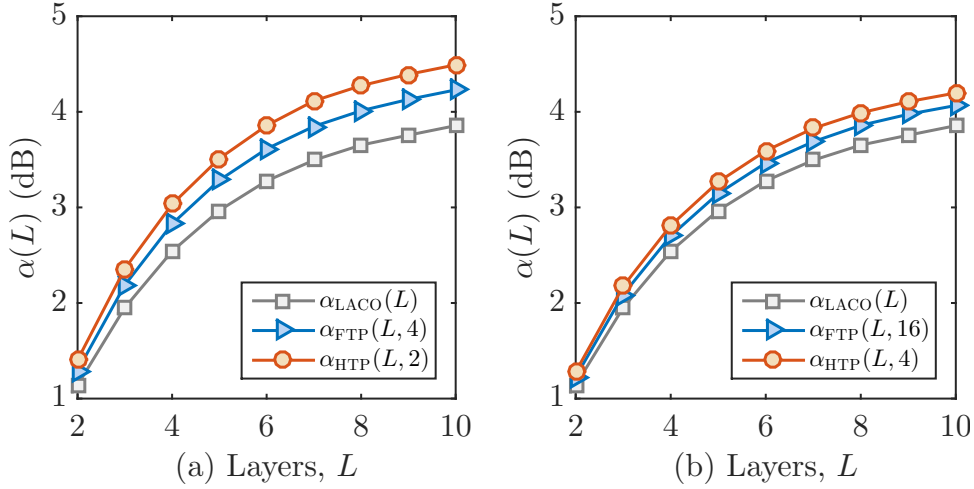 5
4
3
2
1
α(L) (dB)
α_LACO(L)
α_FTP(L, 4)
α_HTP(L, 2)
2 4 6 8 10
(a) Layers, L
5
4
3
2
1
α(L) (dB)
α_LACO(L)
α_FTP(L, 16)
α_HTP(L, 4)
2 4 6 8 10
(b) Layers, L